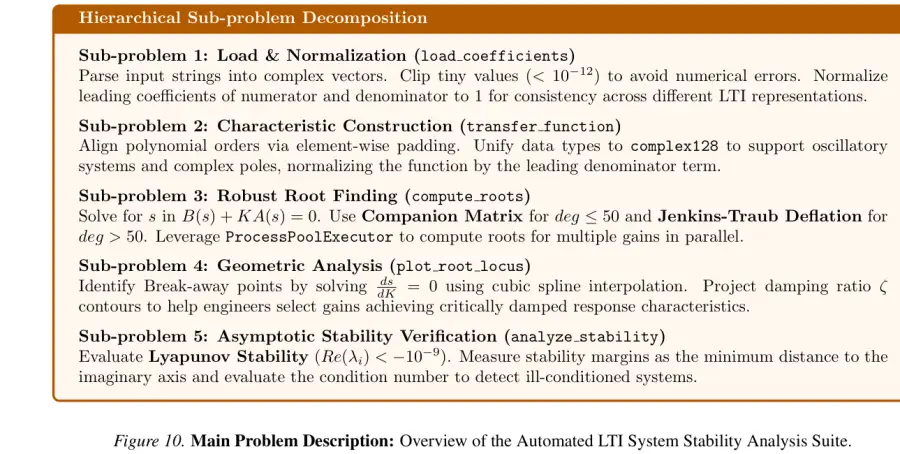 Hierarchical Sub-problem Decomposition
Sub-problem 1: Load & Normalization (load_coefficients)
Parse input strings into complex vectors. Clip tiny values (< 10^{-12}) to avoid numerical errors. Normalize
leading coefficients of numerator and denominator to 1 for consistency across different LTI representations.
Sub-problem 2: Characteristic Construction (transfer_function)
Align polynomial orders via element-wise padding. Unify data types to complex128 to support oscillatory
systems and complex poles, normalizing the function by the leading denominator term.
Sub-problem 3: Robust Root Finding (compute_roots)
Solve for s in B(s) + KA(s) = 0. Use Companion Matrix for deg ≤ 50 and Jenkins-Traub Deflation for
deg > 50. Leverage ProcessPoolExecutor to compute roots for multiple gains in parallel.
Sub-problem 4: Geometric Analysis (plot_root_locus)
Identify Break-away points by solving \frac{ds}{dK} = 0 using cubic spline interpolation. Project damping ratio ζ
contours to help engineers select gains achieving critically damped response characteristics.
Sub-problem 5: Asymptotic Stability Verification (analyze_stability)
Evaluate Lyapunov Stability (Re(λ_i) < −10^{-9}). Measure stability margins as the minimum distance to the
imaginary axis and evaluate the condition number to detect ill-conditioned systems.
Figure 10. Main Problem Description: Overview of the Automated LTI System Stability Analysis Suite.